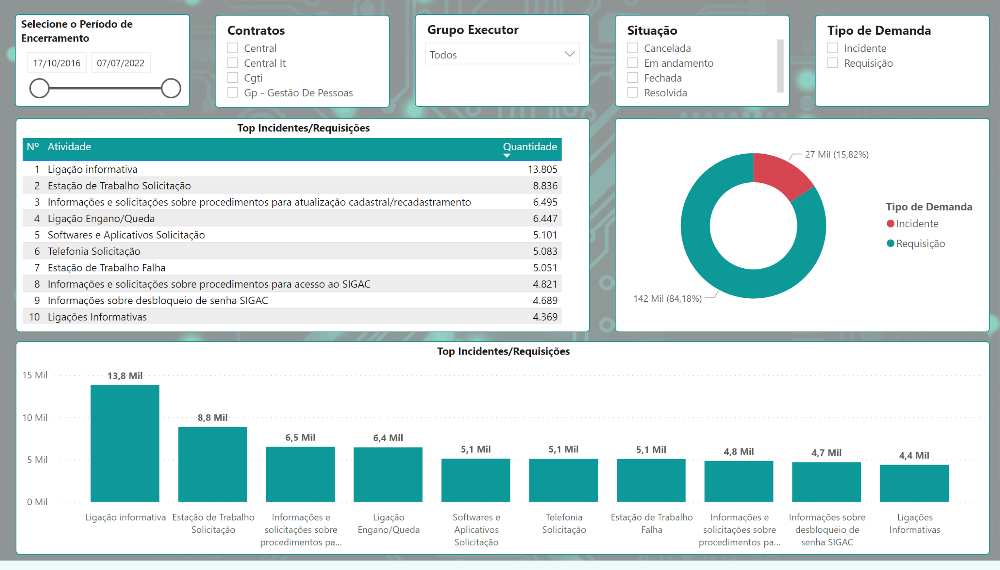 Selecione o Período de
Encerramento
17/10/2016
07/07/2022
Contratos
Central
Central It
Cgti
Gp - Gestão De Pessoas
Grupo Executor
Todos
Situação
Cancelada
Em andamento
Fechada
Resolvida
Tipo de Demanda
Incidente
Requisição
Top Incidentes/Requisições
Nº Atividade Quantidade
1 Ligação informativa 13.805
2 Estação de Trabalho Solicitação 8.836
3 Informações e solicitações sobre procedimentos para atualização cadastral/recadastramento 6.495
4 Ligação Engano/Queda 6.447
5 Softwares e Aplicativos Solicitação 5.101
6 Telefonia Solicitação 5.083
7 Estação de Trabalho Falha 5.051
8 Informações e solicitações sobre procedimentos para acesso ao SIGAC 4.821
9 Informações sobre desbloqueio de senha SIGAC 4.689
10 Ligações Informativas 4.369
27 Mil (15,82%)
142 Mil (84,18%)
Tipo de Demanda
Incidente
Requisição
Top Incidentes/Requisições
15 Mil
10 Mil
5 Mil
0 Mil
13,8 Mil
8,8 Mil
6,5 Mil
6,4 Mil
5,1 Mil
5,1 Mil
5,1 Mil
4,8 Mil
4,7 Mil
4,4 Mil
Ligação informativa
Estação de Trabalho
Solicitação
Informações e
solicitações sobre
procedimentos pa...
Ligação
Engano/Queda
Softwares e
Aplicativos
Solicitação
Telefonia
Solicitação
Estação de Trabalho
Falha
Informações e
solicitações sobre
procedimentos pa...
Informações sobre
desbloqueio de
senha SIGAC
Ligações
Informativas